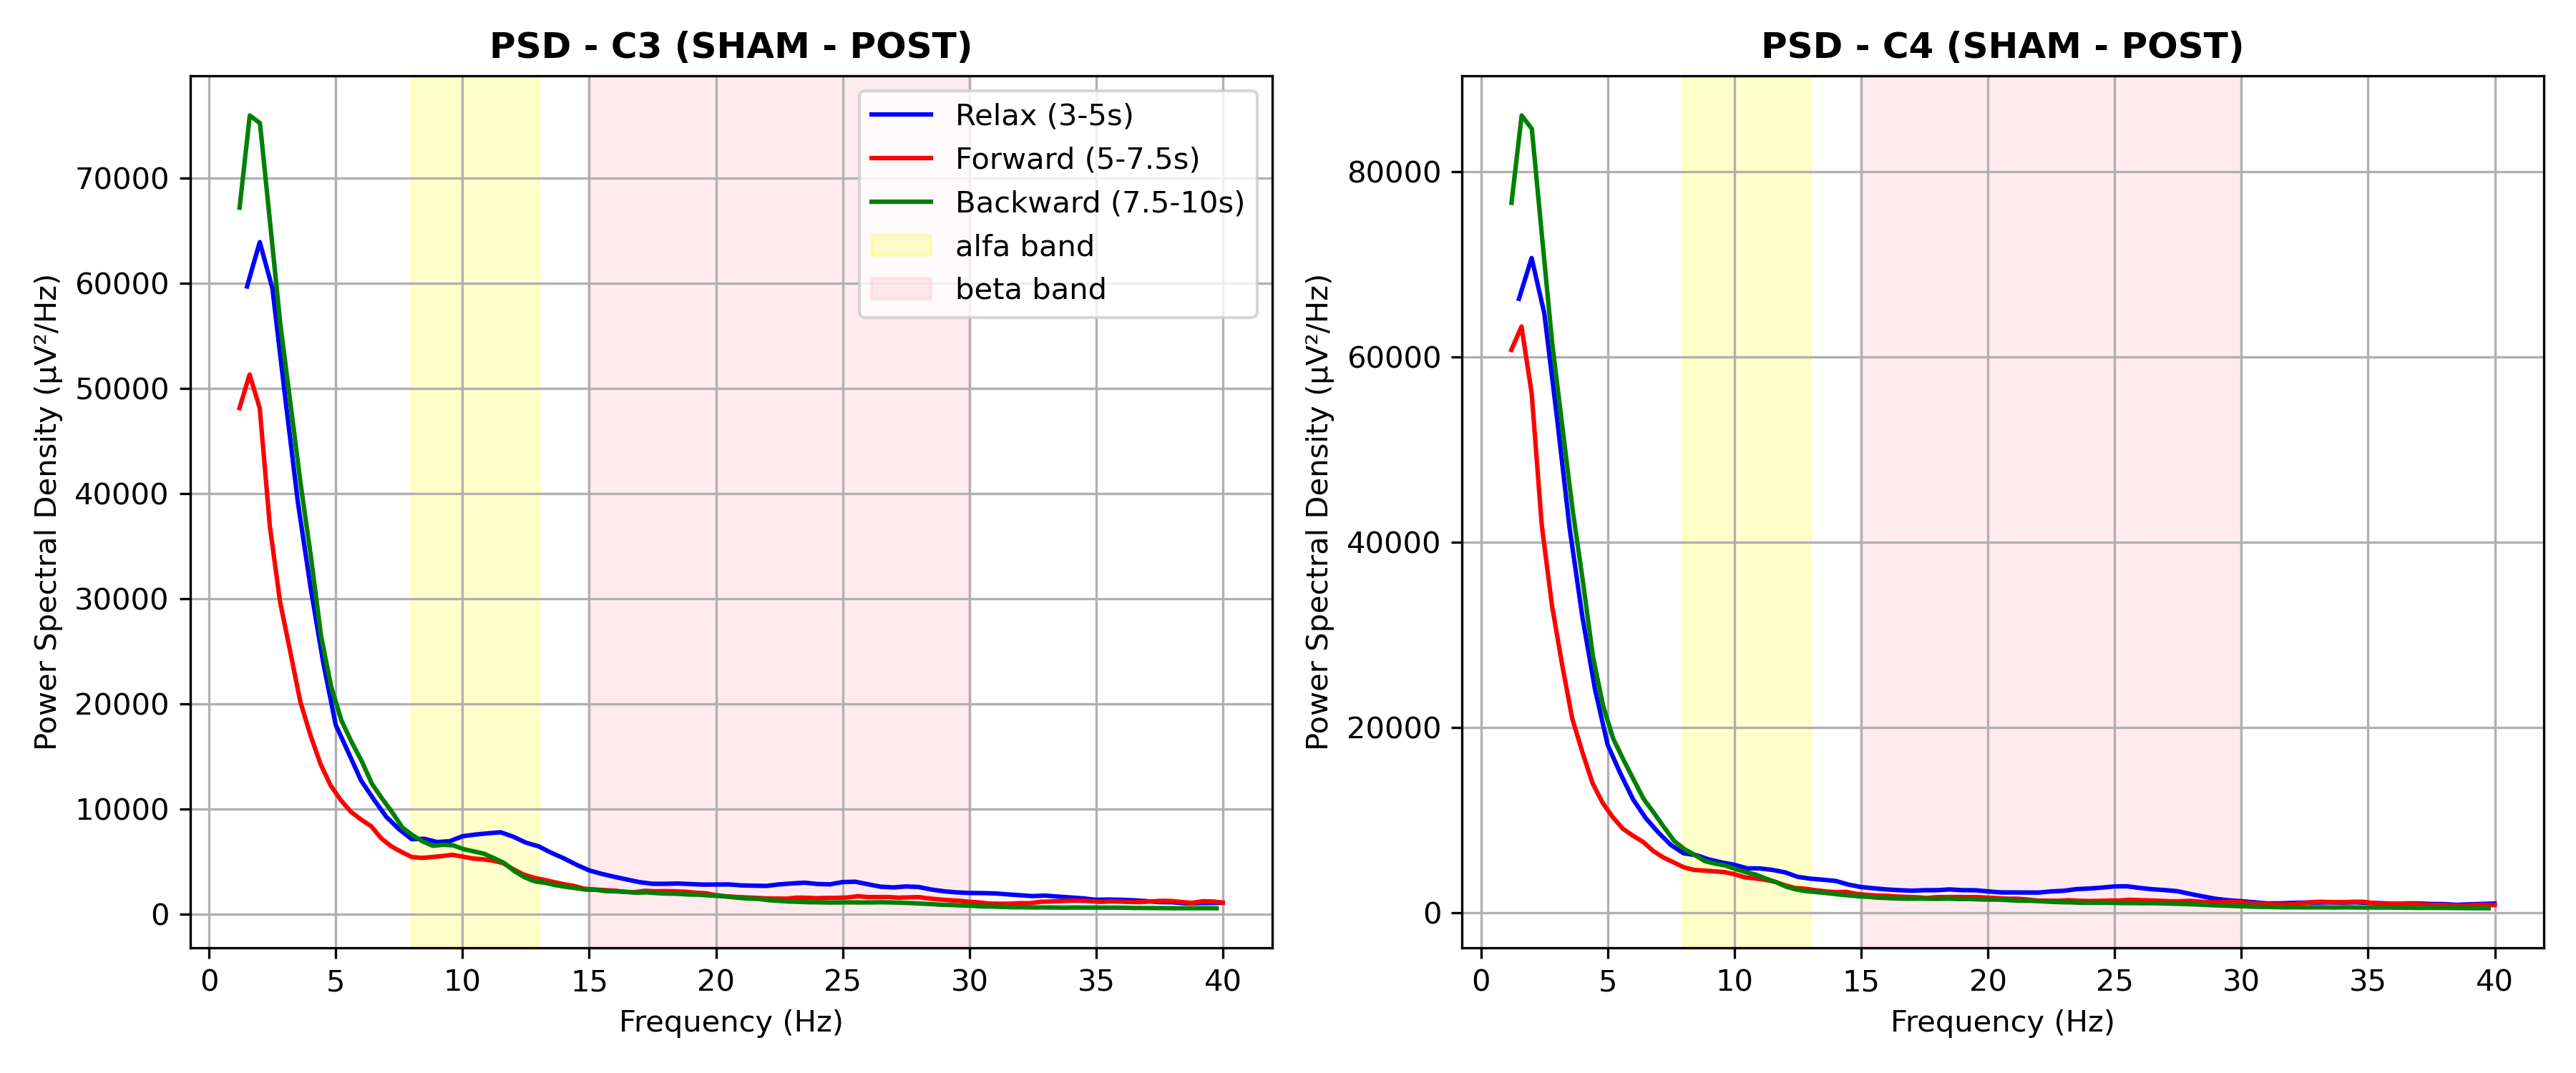 PSD - C3 (SHAM - POST)
Power Spectral Density (µV²/Hz)
70000
60000
50000
40000
30000
20000
10000
0
Relax (3-5s)
Forward (5-7.5s)
Backward (7.5-10s)
alfa band
beta band
0 5 10 15 20 25 30 35 40
Frequency (Hz)
PSD - C4 (SHAM - POST)
Power Spectral Density (µV²/Hz)
80000
60000
40000
20000
0
0 5 10 15 20 25 30 35 40
Frequency (Hz)